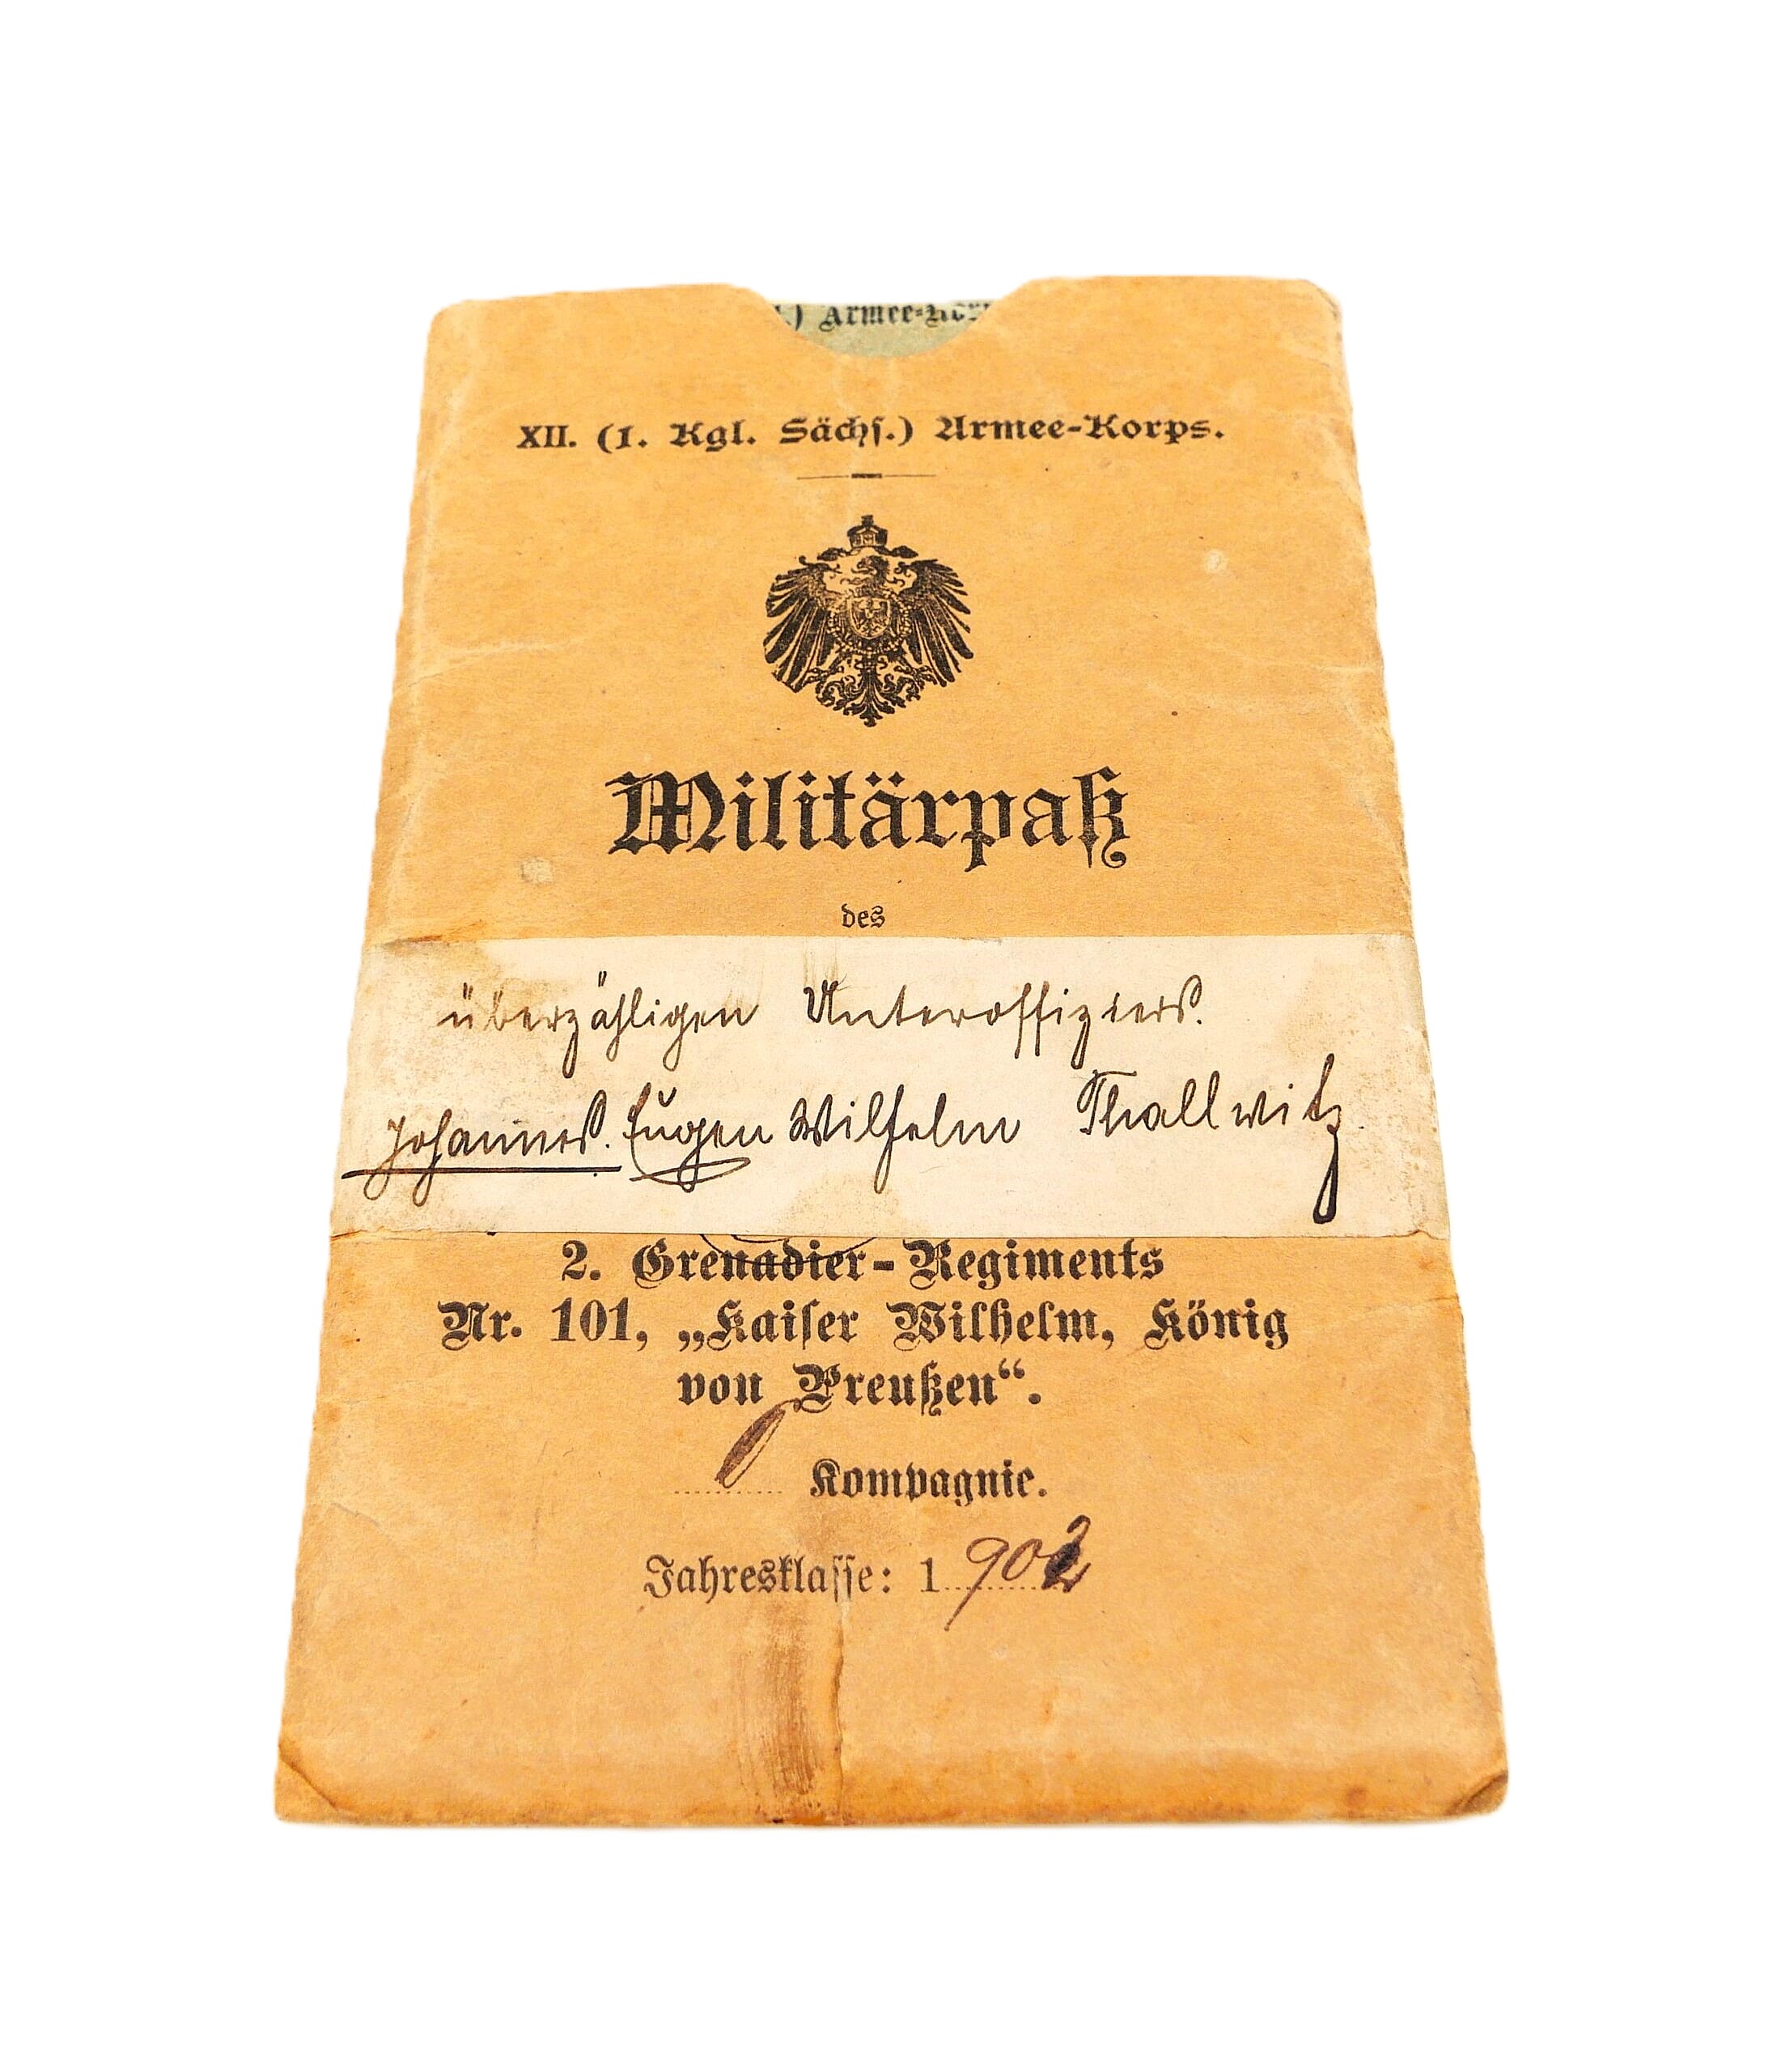 .) Armee-Kor
XII. (1. Kgl. Sächs.) Armee-Korps.
Militärpaß
des
überzähligen Unteroffiziers.
Johannes. Eugen Wilhelm Thallwitz
2. Grenadier-Regiments
Nr. 101, „Kaiser Wilhelm, König
von Preußen“.
Kompagnie.
Jahresklasse: 1902